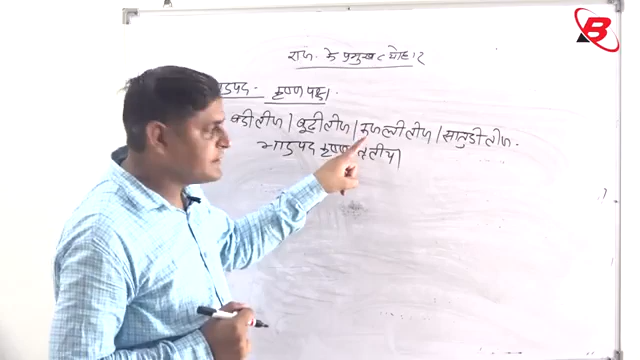 राज. के प्रमुख त्यौहार
भाद्रपद - कृष्ण पक्ष
बडी तीज / बूढ़ी तीज / कजली तीज / सातुडी तीज -
भाद्रपद कृष्ण तृतीया
B